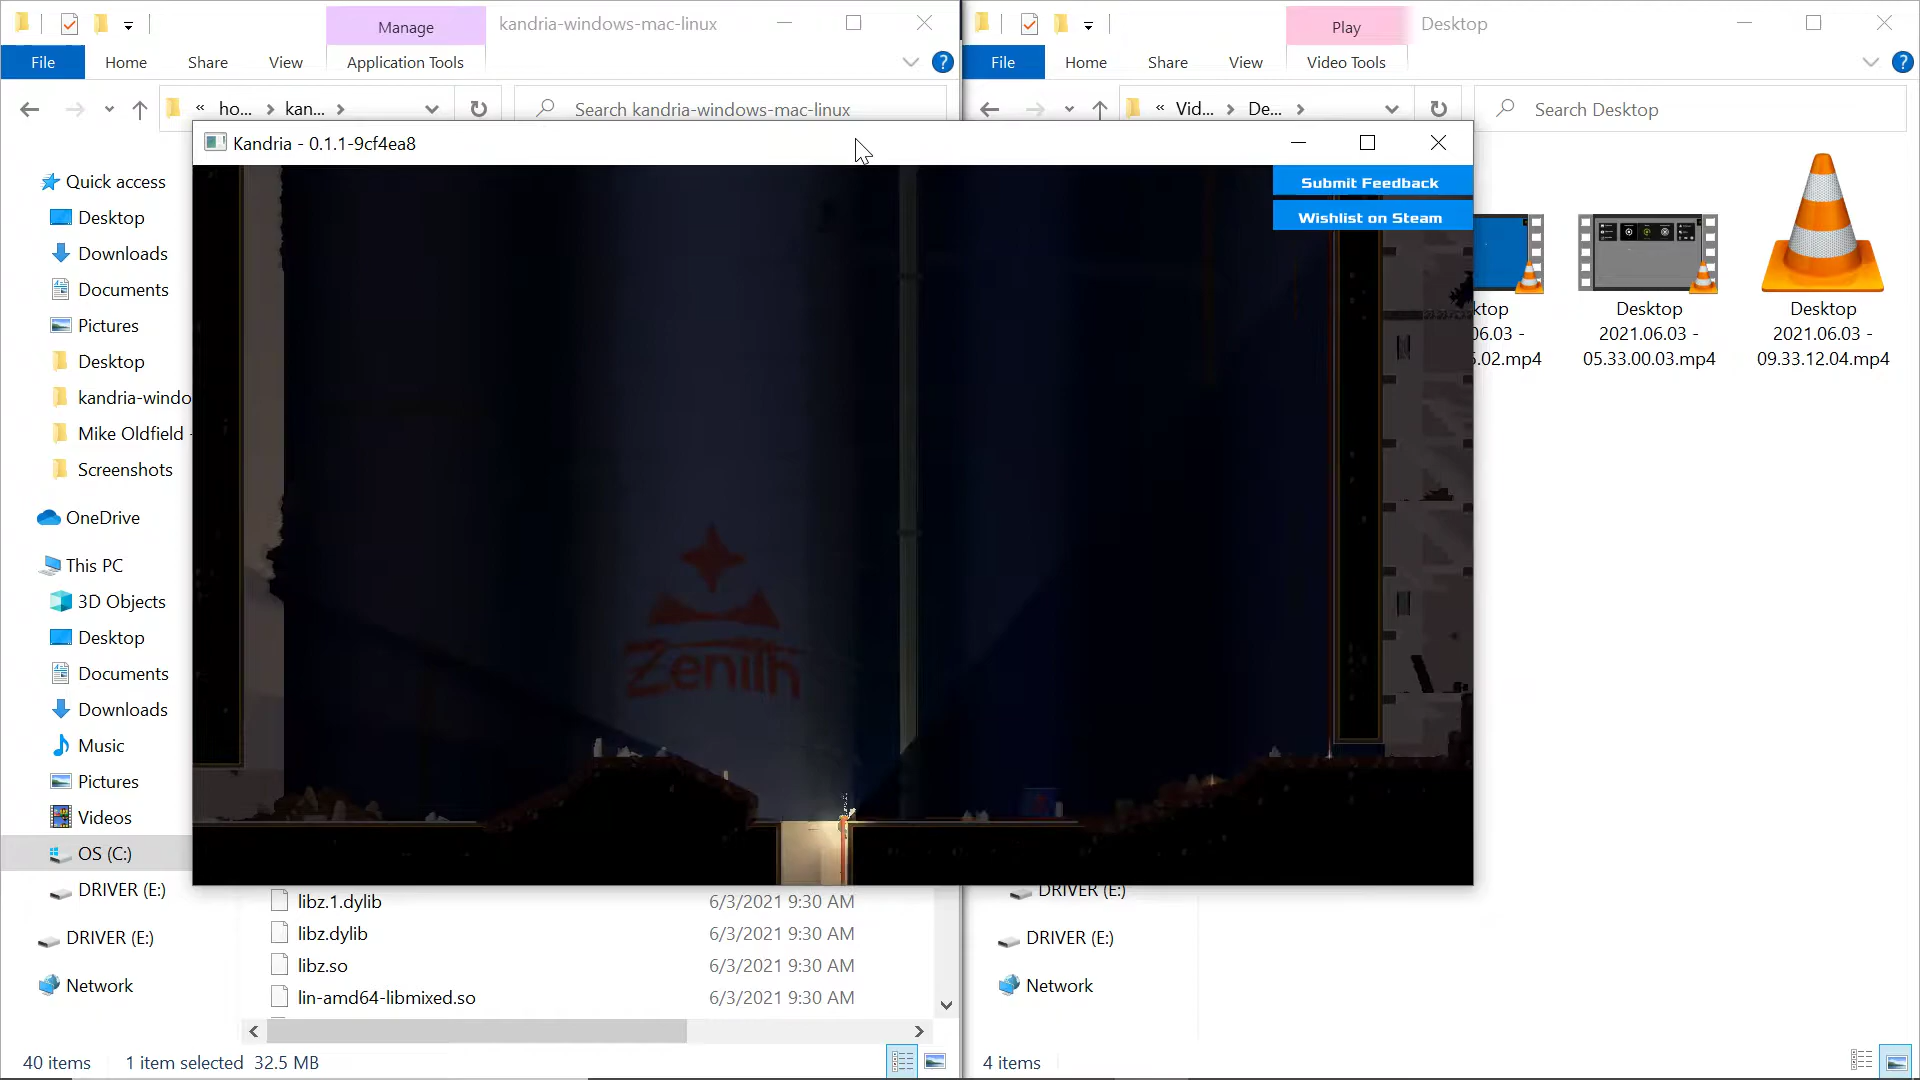 Manage
kandria-windows-mac-linux
File
Home
Share
View
Application Tools
« ho... > kan... >
Search kandria-windows-mac-linux
Play
Desktop
File
Home
Share
View
Video Tools
« Vid... > De... >
Search Desktop
Kandria - 0.1.1-9cf4ea8
Submit Feedback
Wishlist on Steam
Zenith
Quick access
Desktop
Downloads
Documents
Pictures
Desktop
kandria-windo
Mike Oldfield -
Screenshots
OneDrive
This PC
3D Objects
Desktop
Documents
Downloads
Music
Pictures
Videos
OS (C:)
DRIVER (E:)
DRIVER (E:)
Network
libz.1.dylib 6/3/2021 9:30 AM
libz.dylib 6/3/2021 9:30 AM
libz.so 6/3/2021 9:30 AM
lin-amd64-libmixed.so 6/3/2021 9:30 AM
40 items 1 item selected 32.5 MB
ktop
06.03 -
5.02.mp4
Desktop
2021.06.03 -
05.33.00.03.mp4
Desktop
2021.06.03 -
09.33.12.04.mp4
DRIVER (E:)
DRIVER (E:)
Network
4 items